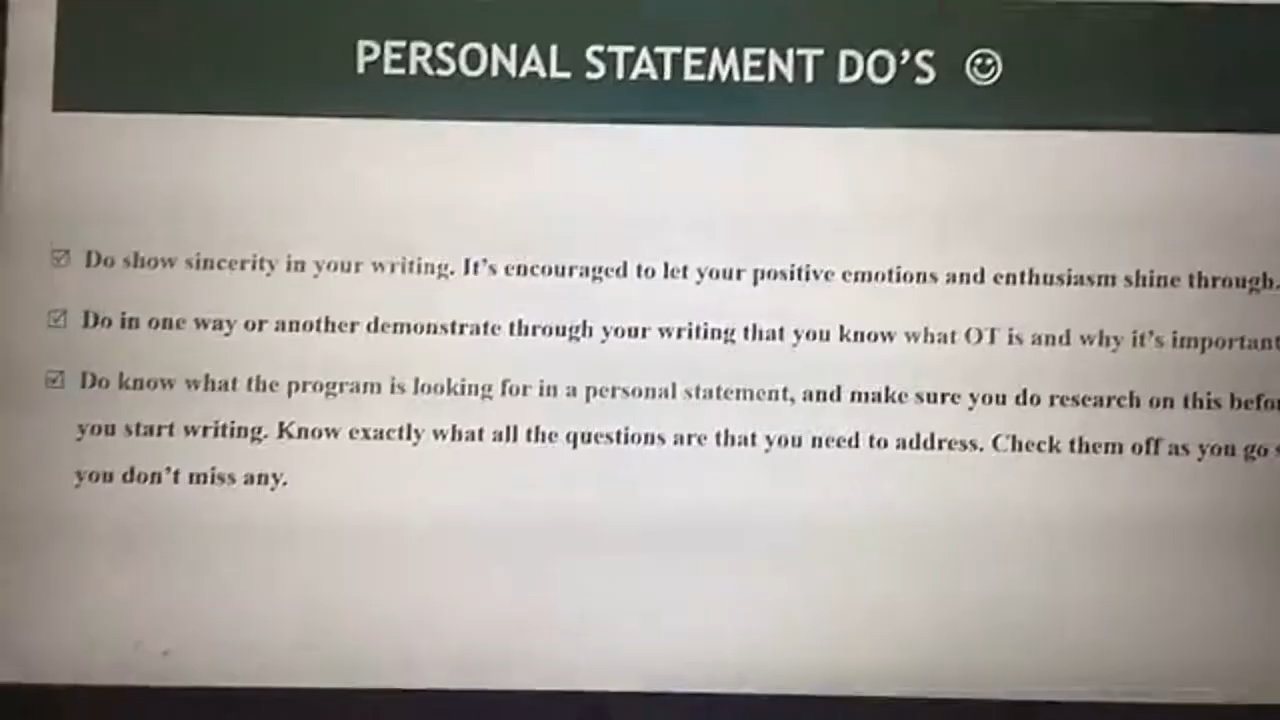 PERSONAL STATEMENT DO'S ☺
☑ Do show sincerity in your writing. It's encouraged to let your positive emotions and enthusiasm shine through.
☑ Do in one way or another demonstrate through your writing that you know what OT is and why it's important
☑ Do know what the program is looking for in a personal statement, and make sure you do research on this
you start writing. Know exactly what all the questions are that you need to address. Check them off as you go
you don't miss any.